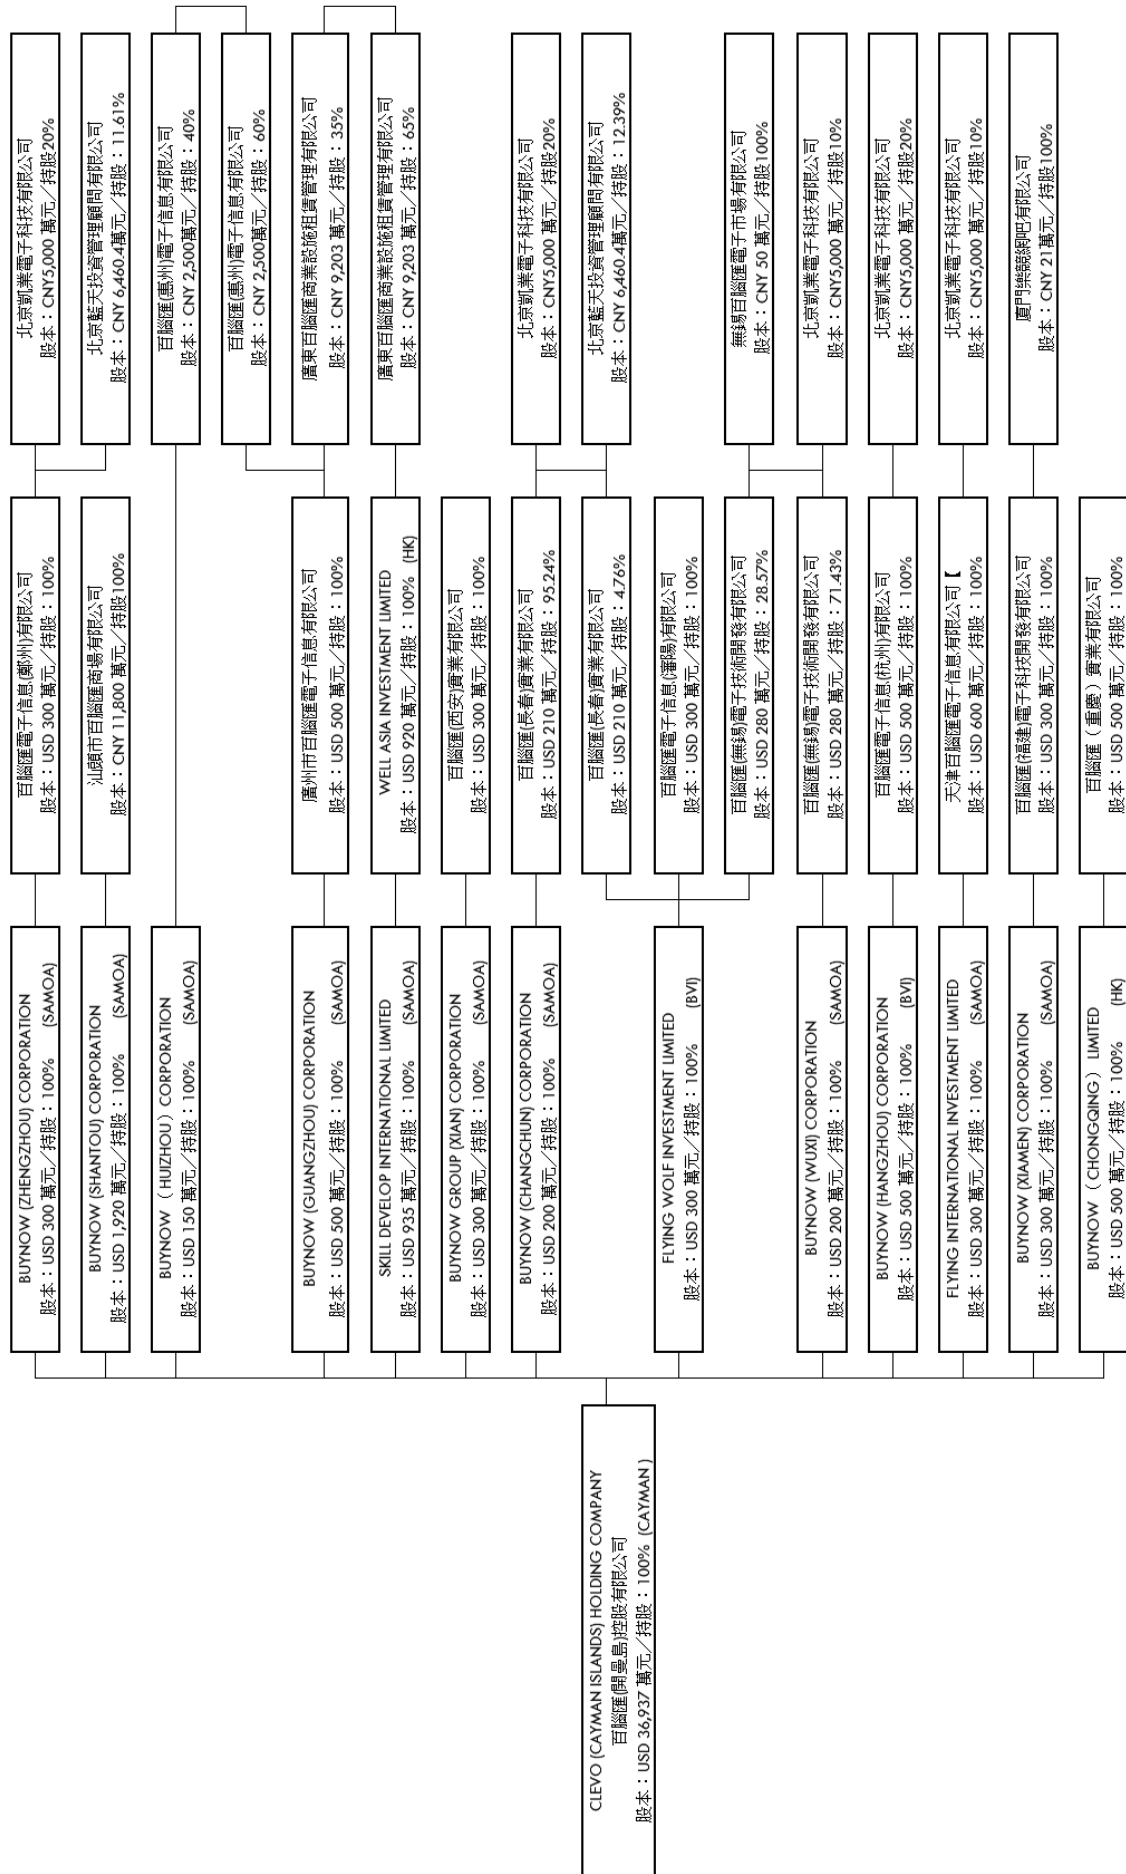 CLEVO (CAYMAN ISLANDS) HOLDING COMPANY
百腦匯(開曼島)控股有限公司
股本：USD 36,937 萬元／持股：100% (CAYMAN )
BUYNOW (ZHENGZHOU) CORPORATION
股本：USD 300 萬元／持股：100% (SAMOA)
BUYNOW (SHANTOU) CORPORATION
股本：USD 1,920 萬元／持股：100% (SAMOA)
BUYNOW （ HUIZHOU ) CORPORATION
股本：USD 150 萬元／持股：100% (SAMOA)
BUYNOW (GUANGZHOU) CORPORATION
股本：USD 500 萬元／持股：100% (SAMOA)
SKILL DEVELOP INTERNATIONAL LIMITED
股本：USD 935 萬元／持股：100% (SAMOA)
BUYNOW GROUP (XIAN) CORPORATION
股本：USD 300 萬元／持股：100% (SAMOA)
BUYNOW (CHANGCHUN) CORPORATION
股本：USD 200 萬元／持股：100% (SAMOA)
FLYING WOLF INVESTMENT LIMITED
股本：USD 300 萬元／持股：100% (BVI)
BUYNOW (WUXI) CORPORATION
股本：USD 200 萬元／持股：100% (SAMOA)
BUYNOW (HANGZHOU) CORPORATION
股本：USD 500 萬元／持股：100% (BVI)
FLYING INTERNATIONAL INVESTMENT LIMITED
股本：USD 300 萬元／持股：100% (SAMOA)
BUYNOW (XIAMEN) CORPORATION
股本：USD 300 萬元／持股：100% (SAMOA)
BUYNOW （ CHONGQING ） LIMITED
股本：USD 500 萬元／持股：100% (HK)
百腦匯電子信息(鄭州)有限公司
股本：USD 300 萬元／持股：100%
汕頭市百腦匯商場有限公司
股本：CNY 11,800 萬元／持股100%
廣州市百腦匯電子信息有限公司
股本：USD 500 萬元／持股：100%
WELL ASIA INVESTMENT LIMITED
股本：USD 920 萬元／持股：100% (HK)
百腦匯(西安)實業有限公司
股本：USD 300 萬元／持股：100%
百腦匯(長春)實業有限公司
股本：USD 210 萬元／持股：95.24%
百腦匯(長春)實業有限公司
股本：USD 210 萬元／持股：4.76%
百腦匯電子信息(瀋陽)有限公司
股本：USD 300 萬元／持股：100%
百腦匯(無錫)電子技術開發有限公司
股本：USD 280 萬元／持股：28.57%
百腦匯(無錫)電子技術開發有限公司
股本：USD 280 萬元／持股：71.43%
百腦匯電子信息(杭州)有限公司
股本：USD 500 萬元／持股：100%
天津百腦匯電子信息有限公司【
股本：USD 600 萬元／持股：100%
百腦匯(福建)電子科技開發有限公司
股本：USD 300 萬元／持股：100%
百腦匯（重慶）實業有限公司
股本：USD 500 萬元／持股：100%
北京凱業電子科技有限公司
股本：CNY5,000 萬元／持股20%
北京藍天投資管理顧問有限公司
股本：CNY 6,460.4萬元／持股：11.61%
百腦匯(惠州)電子信息有限公司
股本：CNY 2,500萬元／持股：40%
百腦匯(惠州)電子信息有限公司
股本：CNY 2,500萬元／持股：60%
廣東百腦匯商業設施租賃管理有限公司
股本：CNY 9,203 萬元／持股：35%
廣東百腦匯商業設施租賃管理有限公司
股本：CNY 9,203 萬元／持股：65%
北京凱業電子科技有限公司
股本：CNY5,000 萬元／持股20%
北京藍天投資管理顧問有限公司
股本：CNY 6,460.4萬元／持股：12.39%
無錫百腦匯電子市場有限公司
股本：CNY 50 萬元／持股100%
北京凱業電子科技有限公司
股本：CNY5,000 萬元／持股10%
北京凱業電子科技有限公司
股本：CNY5,000 萬元／持股20%
北京凱業電子科技有限公司
股本：CNY5,000 萬元／持股10%
廈門樂競網吧有限公司
股本：CNY 21萬元／持股100%